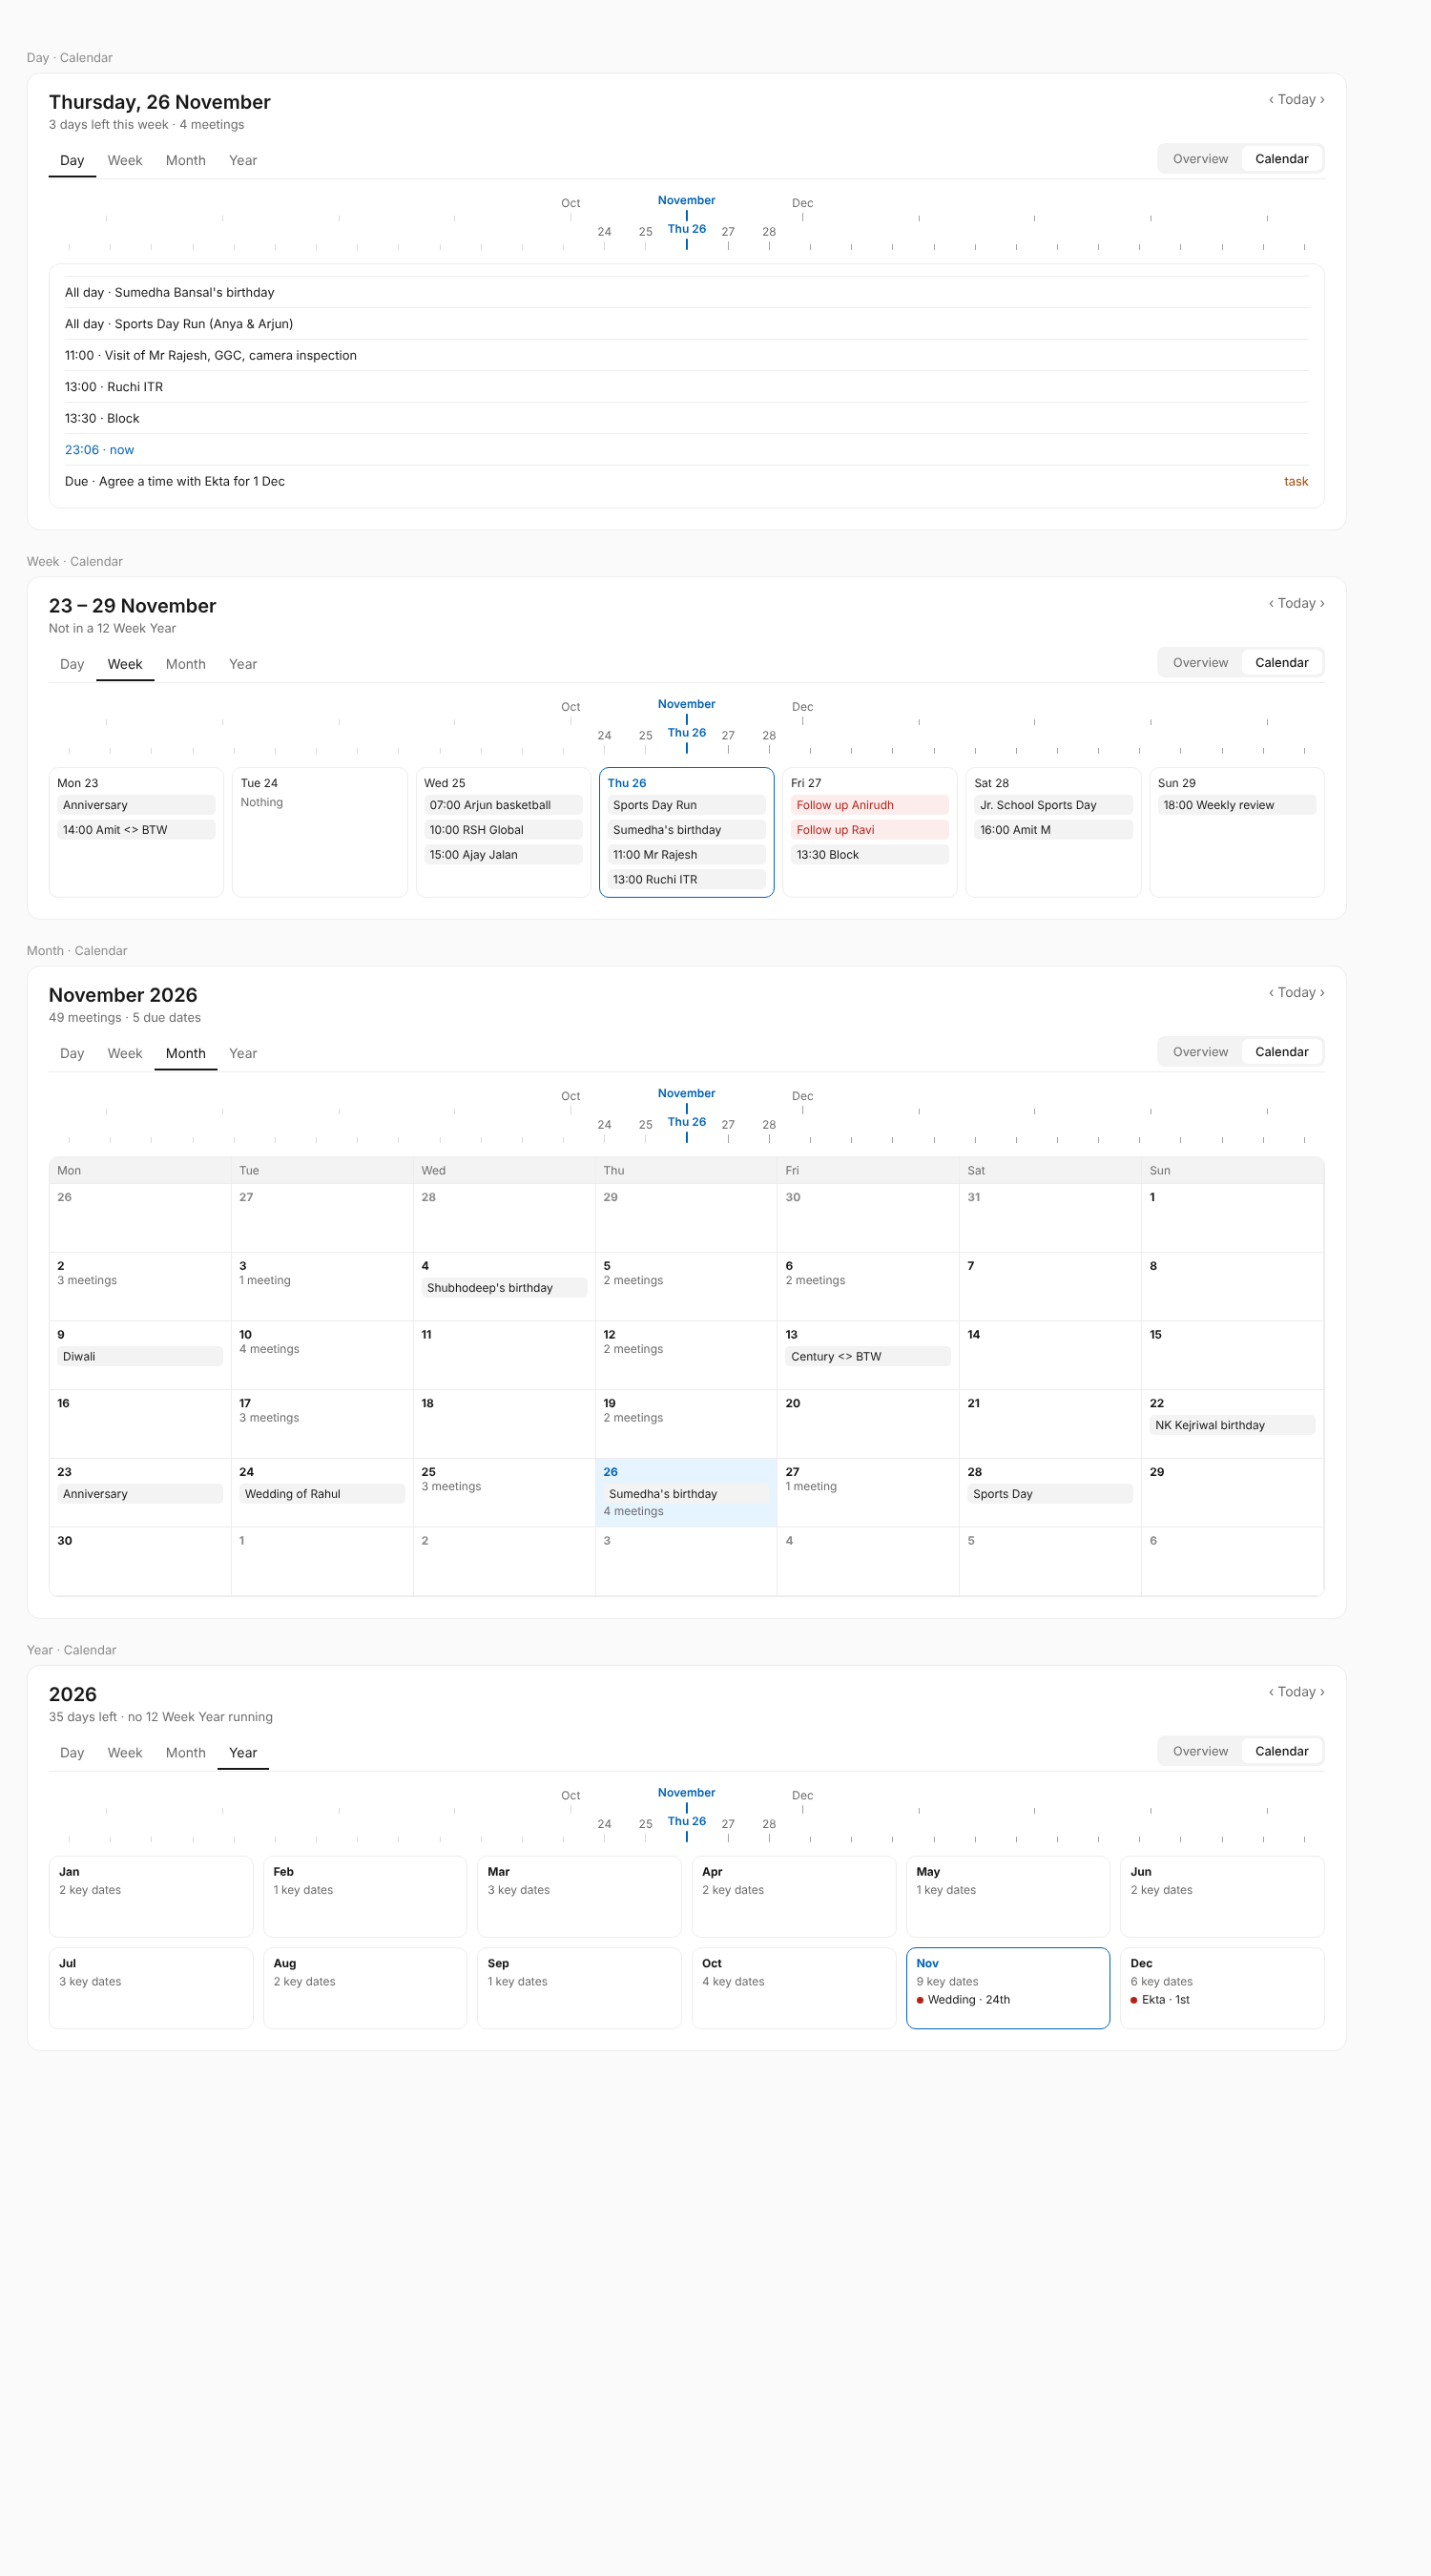 Day · Calendar
Thursday, 26 November
‹ Today ›
3 days left this week · 4 meetings
Day Week Month Year
Overview Calendar
Oct November Dec
24 25 Thu 26 27 28
All day · Sumedha Bansal's birthday
All day · Sports Day Run (Anya & Arjun)
11:00 · Visit of Mr Rajesh, GGC, camera inspection
13:00 · Ruchi ITR
13:30 · Block
23:06 · now
Due · Agree a time with Ekta for 1 Dec task
Week · Calendar
23 – 29 November
‹ Today ›
Not in a 12 Week Year
Day Week Month Year
Overview Calendar
Oct November Dec
24 25 Thu 26 27 28
Mon 23
Anniversary
14:00 Amit <> BTW
Tue 24
Nothing
Wed 25
07:00 Arjun basketball
10:00 RSH Global
15:00 Ajay Jalan
Thu 26
Sports Day Run
Sumedha's birthday
11:00 Mr Rajesh
13:00 Ruchi ITR
Fri 27
Follow up Anirudh
Follow up Ravi
13:30 Block
Sat 28
Jr. School Sports Day
16:00 Amit M
Sun 29
18:00 Weekly review
Month · Calendar
November 2026
‹ Today ›
49 meetings · 5 due dates
Day Week Month Year
Overview Calendar
Oct November Dec
24 25 Thu 26 27 28
Mon Tue Wed Thu Fri Sat Sun
26 27 28 29 30 31 1
2 3 4 5 6 7 8
3 meetings 1 meeting Shubhodeep's birthday 2 meetings 2 meetings
9 10 11 12 13 14 15
Diwali 4 meetings 2 meetings Century <> BTW
16 17 18 19 20 21 22
3 meetings 2 meetings NK Kejriwal birthday
23 24 25 26 27 28 29
Anniversary Wedding of Rahul 3 meetings Sumedha's birthday 1 meeting Sports Day
4 meetings
30 1 2 3 4 5 6
Year · Calendar
2026
‹ Today ›
35 days left · no 12 Week Year running
Day Week Month Year
Overview Calendar
Oct November Dec
24 25 Thu 26 27 28
Jan Feb Mar Apr May Jun
2 key dates 1 key dates 3 key dates 2 key dates 1 key dates 2 key dates
Jul Aug Sep Oct Nov Dec
3 key dates 2 key dates 1 key dates 4 key dates 9 key dates 6 key dates
Wedding · 24th Ekta · 1st